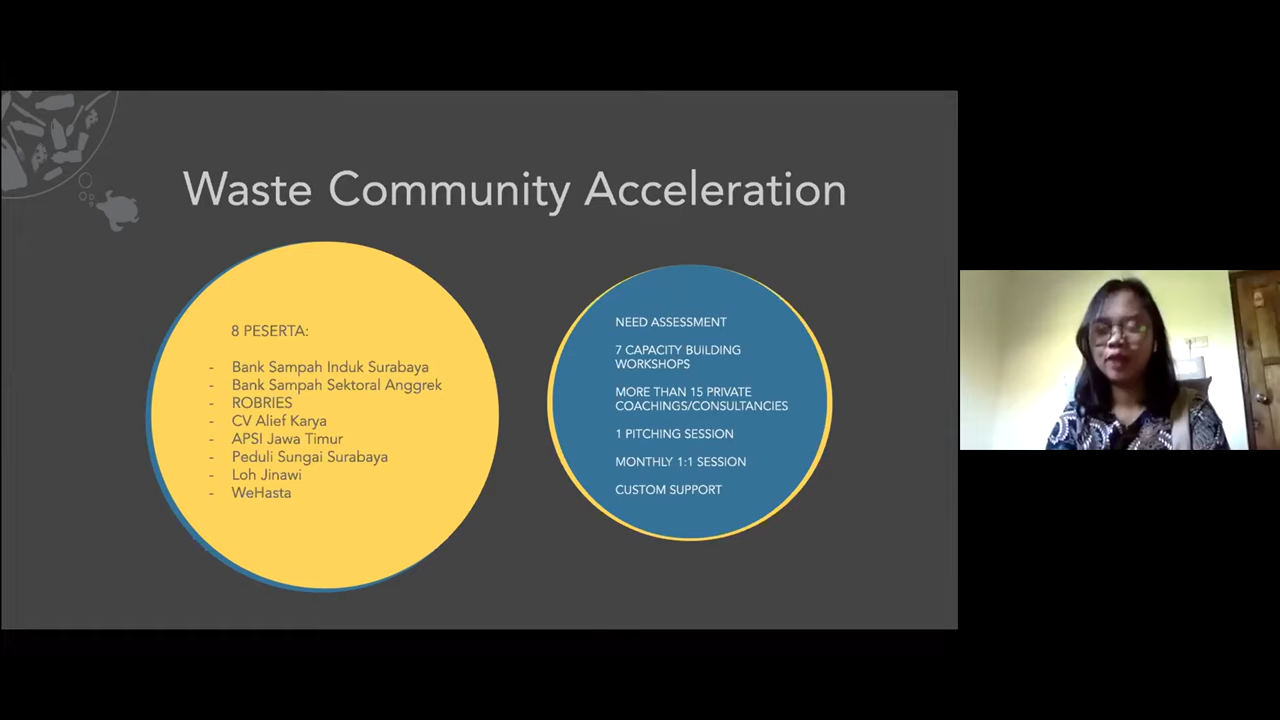 Waste Community Acceleration
8 PESERTA:
- Bank Sampah Induk Surabaya
- Bank Sampah Sektoral Anggrek
- ROBRIES
- CV Alief Karya
- APSI Jawa Timur
- Peduli Sungai Surabaya
- Loh Jinawi
- WeHasta
NEED ASSESSMENT
7 CAPACITY BUILDING
WORKSHOPS
MORE THAN 15 PRIVATE
COACHINGS/CONSULTANCIES
1 PITCHING SESSION
MONTHLY 1:1 SESSION
CUSTOM SUPPORT